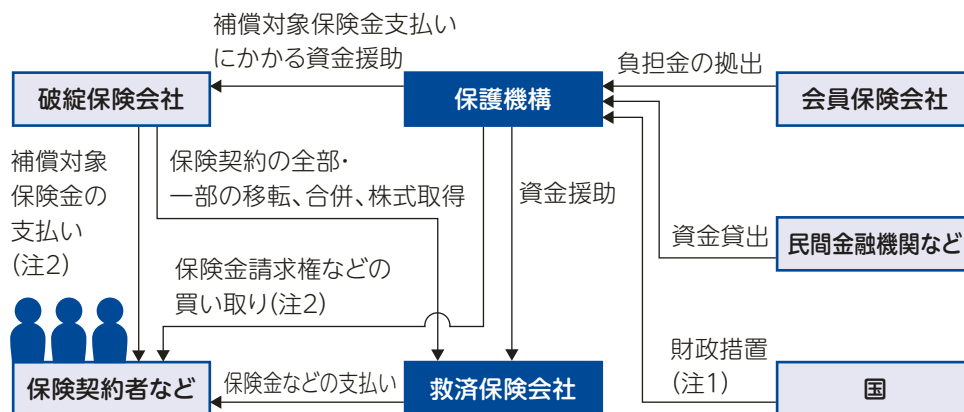 補償対象保険金支払い
にかかる資金援助
負担金の拠出
破綻保険会社
保護機構
会員保険会社
補償対象
保険金の
支払い
(注2)
保険契約の全部・
一部の移転、合併、株式取得
資金援助
資金貸出
民間金融機関など
保険金請求権などの
買い取り(注2)
財政措置
(注1)
保険契約者など
保険金などの支払い
救済保険会社
国